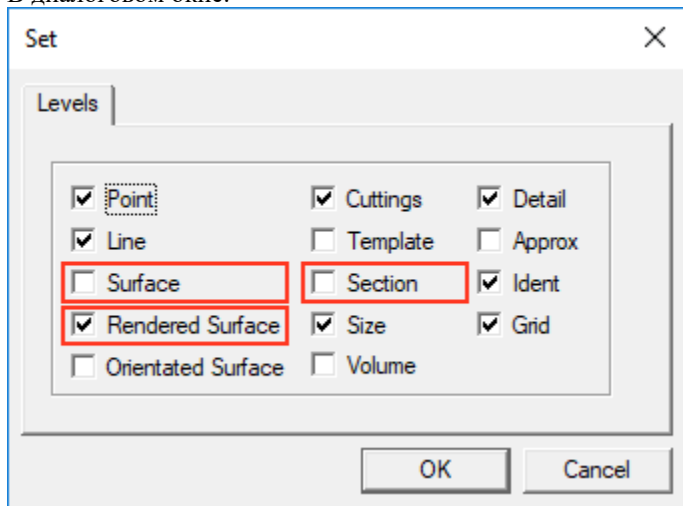 В диалоговом окне:
Set
Levels
Point
Cuttings
Detail
Line
Template
Approx
Surface
Section
Ident
Rendered Surface
Size
Grid
Orientated Surface
Volume
OK
Cancel